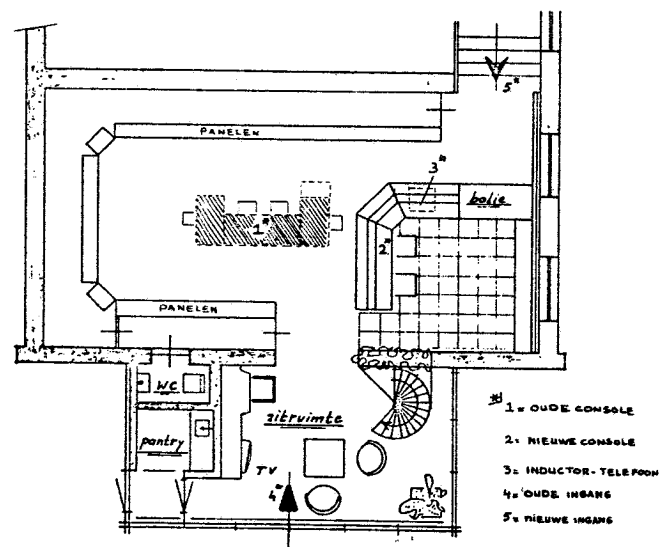 5*
PANELEN
3*
balie
1*
2*
PANELEN
WC
zitruimte
pantry
TV
4*
* 1= OUDE CONSOLE
2= NIEUWE CONSOLE
3= INDUCTOR-TELEFOON
4= OUDE INGANG
5= NIEUWE INGANG